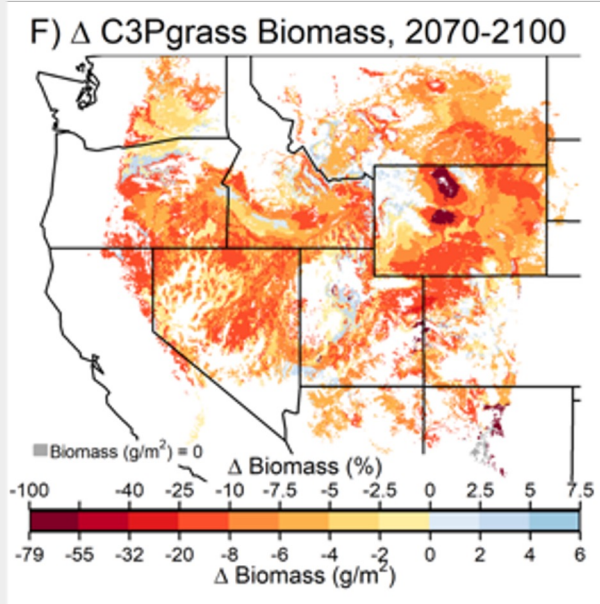 F) Δ C3Pgrass Biomass, 2070-2100
Biomass (g/m²) = 0
Δ Biomass (%)
-100 -40 -25 -10 -7.5 -5 -2.5 0 2.5 5 7.5
-79 -55 -32 -20 -8 -6 -4 -2 0 2 4 6
Δ Biomass (g/m²)